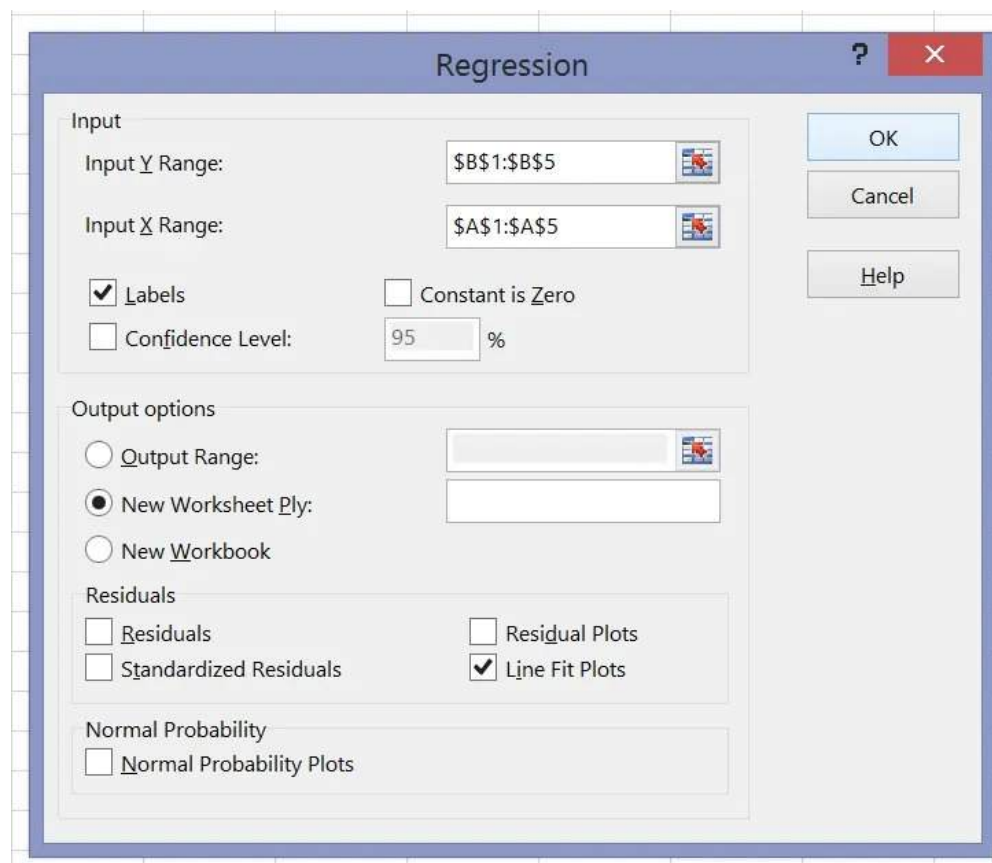 Regression
?
Input
Input Y Range:
$B$1:$B$5
Input X Range:
$A$1:$A$5
Labels
Constant is Zero
Confidence Level:
95
%
OK
Cancel
Help
Output options
Output Range:
New Worksheet Ply:
New Workbook
Residuals
Residuals
Residual Plots
Standardized Residuals
Line Fit Plots
Normal Probability
Normal Probability Plots